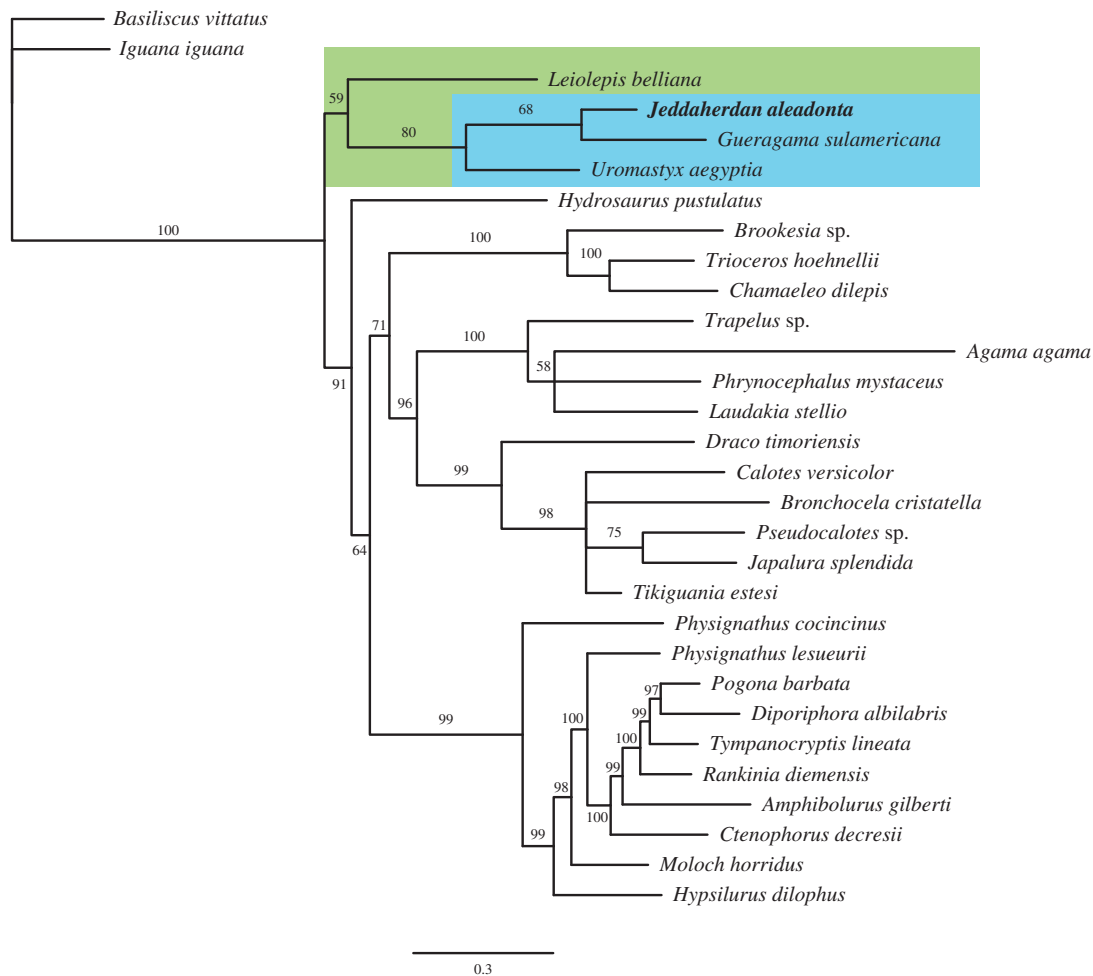 Basiliscus vittatus
Iguana iguana
Leiolepis belliana
59
68
Jeddaherdan aleadonta
80
Gueragama sulamericana
Uromastyx aegyptia
Hydrosaurus pustulatus
100
100
Brookesia sp.
100
Trioceros hoehnellii
Chamaeleo dilepis
71
Trapelus sp.
100
Agama agama
58
91
Phrynocephalus mystaceus
96
Laudakia stellio
Draco timoriensis
99
Calotes versicolor
Bronchocela cristatella
98
75
Pseudocalotes sp.
64
Japalura splendida
Tikiguania estesi
Physignathus cocincinus
Physignathus lesueurii
97
Pogona barbata
99
100
Diporiphora albilabris
99
100
Tympanocryptis lineata
99
Rankinia diemensis
98
Amphibolurus gilberti
100
99
Ctenophorus decresii
Moloch horridus
Hypsilurus dilophus
0.3